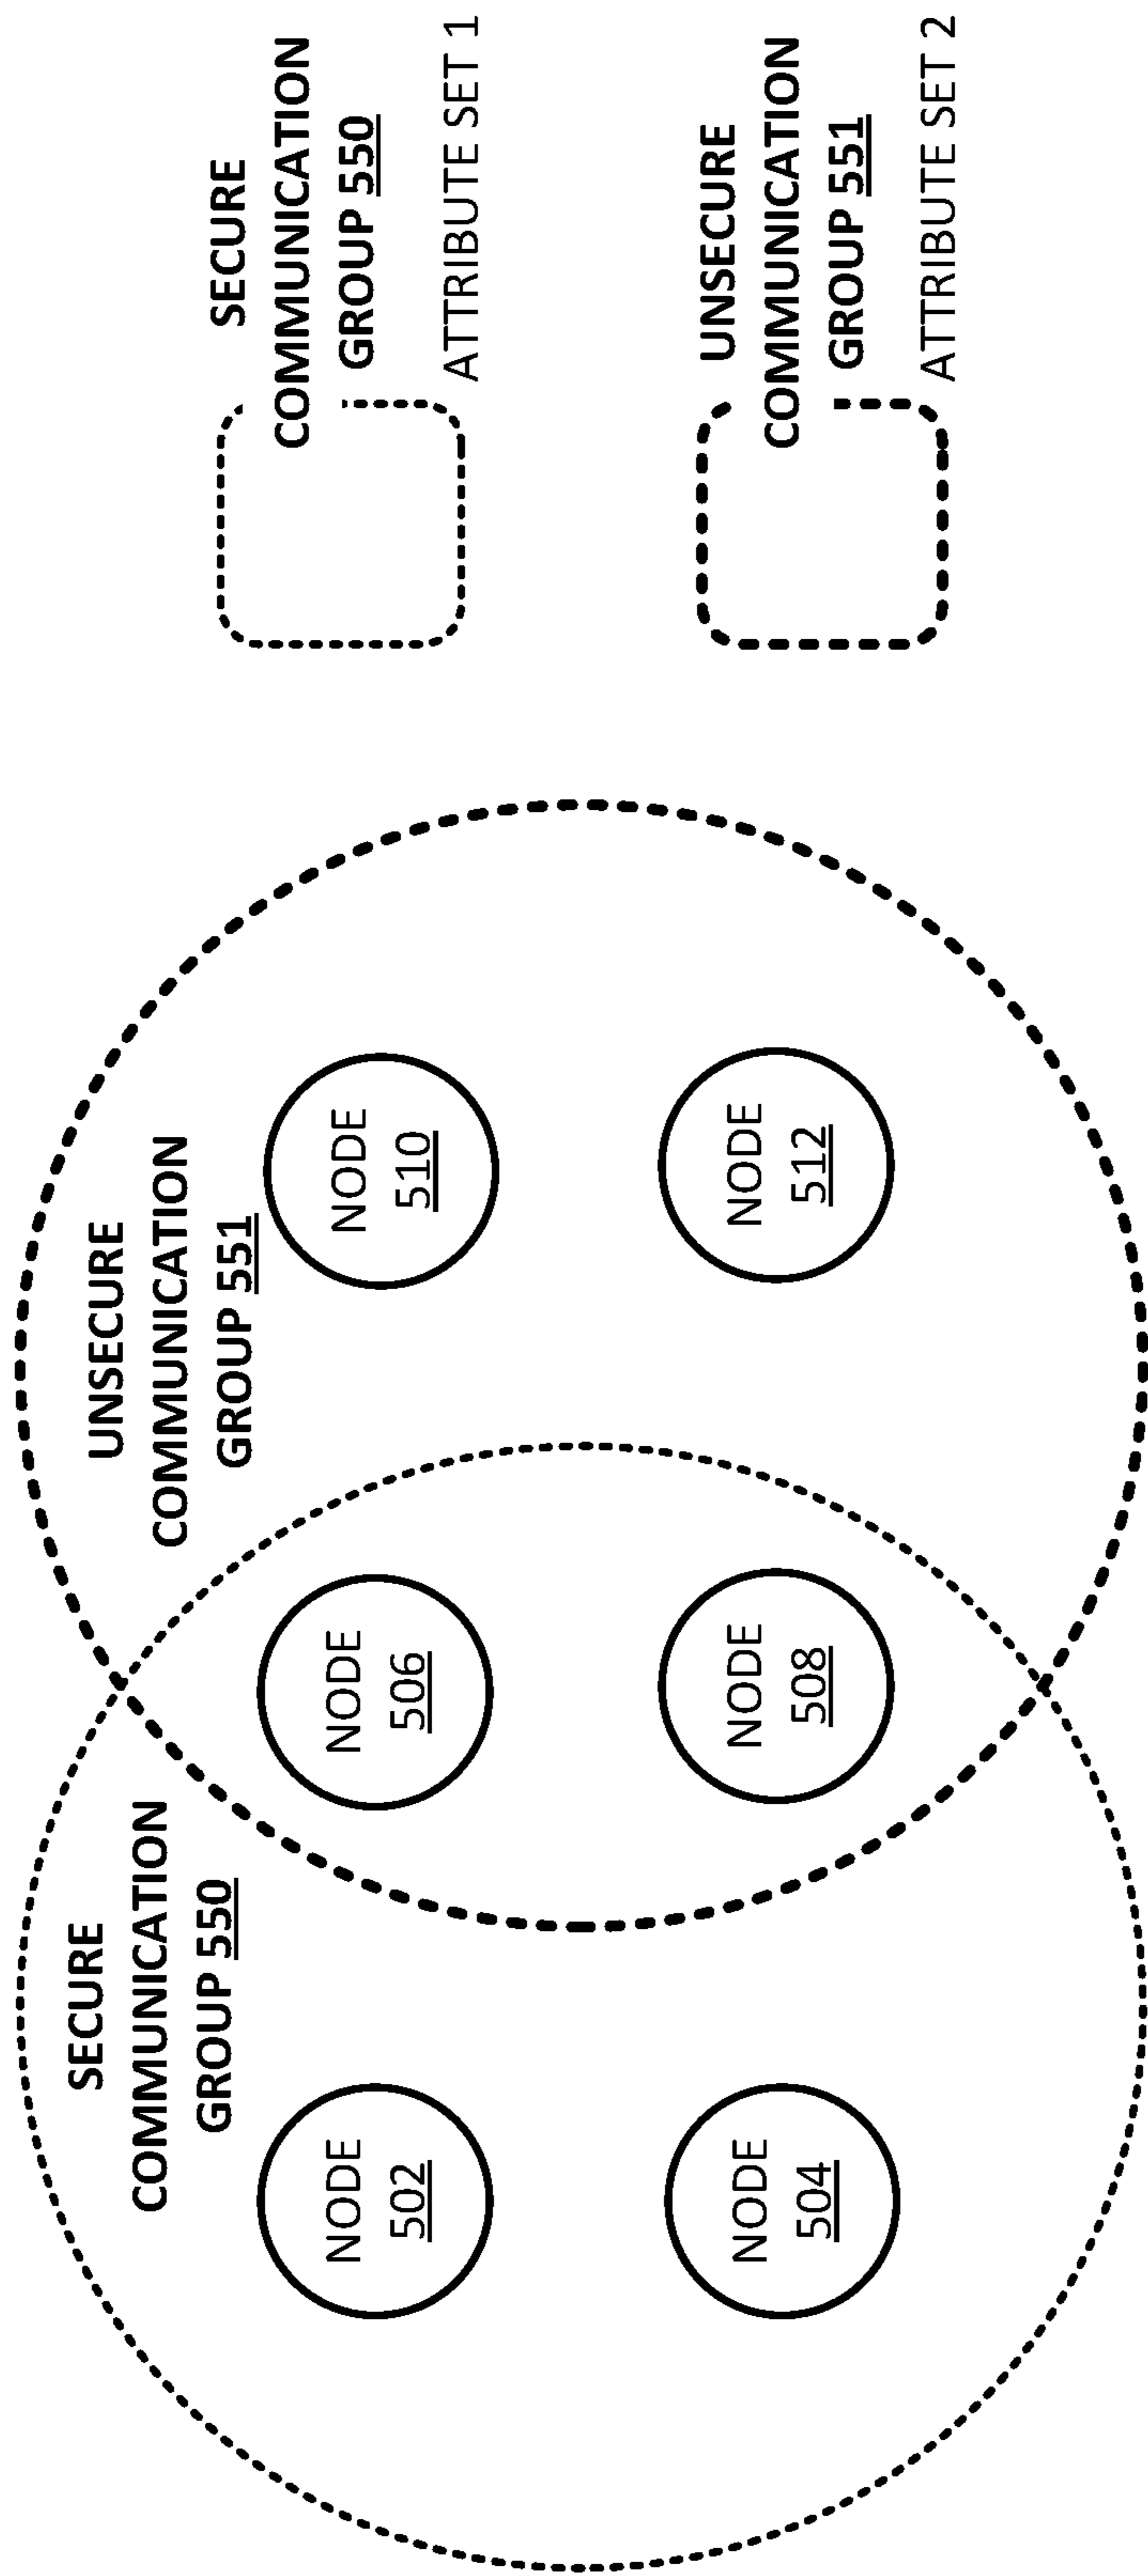 SECURE
COMMUNICATION
GROUP 550
UNSECURE
COMMUNICATION
GROUP 551
NODE
502
NODE
506
NODE
510
NODE
504
NODE
508
NODE
512
SECURE
COMMUNICATION
GROUP 550
ATTRIBUTE SET 1
UNSECURE
COMMUNICATION
GROUP 551
ATTRIBUTE SET 2